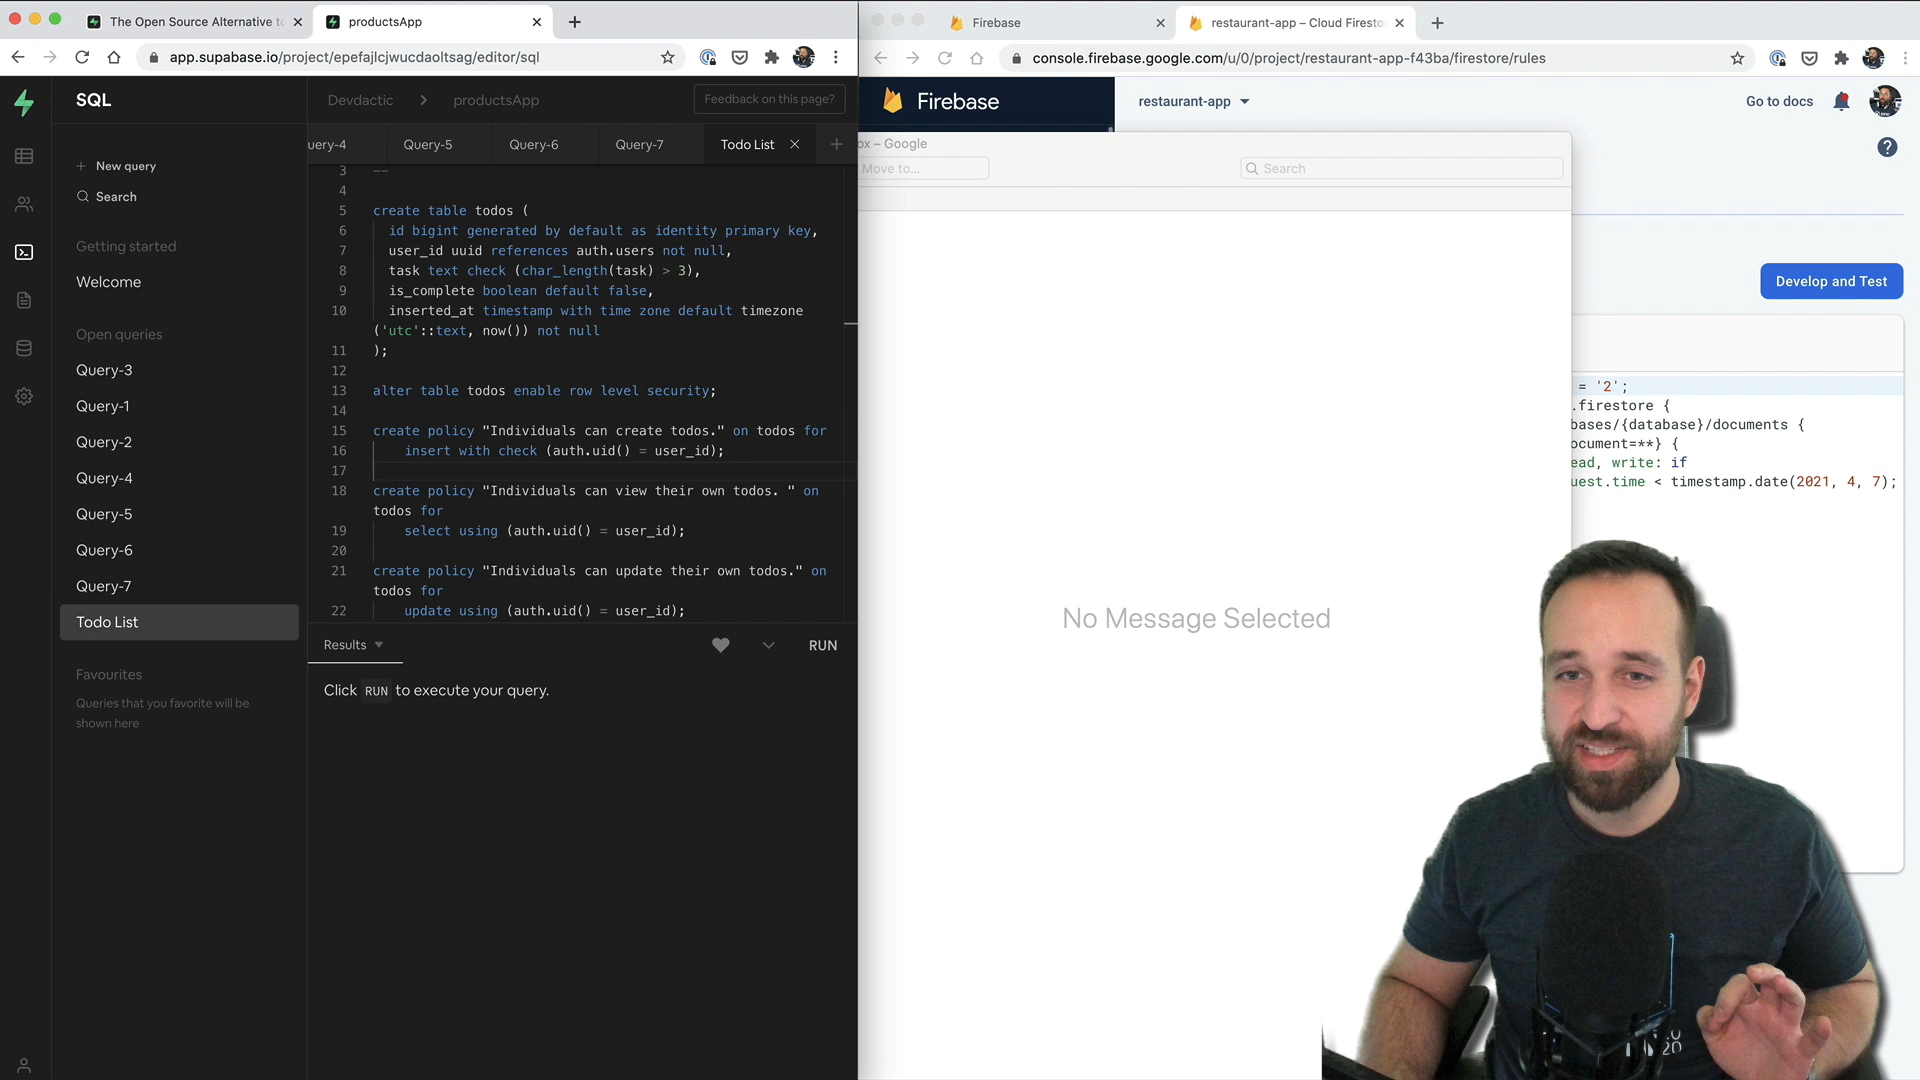 The Open Source Alternative to
productsApp
app.supabase.io/project/epefajlcjwucdaoltsag/editor/sql
SQL
Devdactic
productsApp
Feedback on this page?
uery-4
Query-5
Query-6
Query-7
Todo List
New query
Search
Getting started
Welcome
Open queries
Query-3
Query-1
Query-2
Query-4
Query-5
Query-6
Query-7
Todo List
Favourites
Queries that you favorite will be
shown here
3 --
4
5 create table todos (
6 id bigint generated by default as identity primary key,
7 user_id uuid references auth.users not null,
8 task text check (char_length(task) > 3),
9 is_complete boolean default false,
10 inserted_at timestamp with time zone default timezone
('utc'::text, now()) not null
11 );
12
13 alter table todos enable row level security;
14
15 create policy "Individuals can create todos." on todos for
16 insert with check (auth.uid() = user_id);
17
18 create policy "Individuals can view their own todos. " on
todos for
19 select using (auth.uid() = user_id);
20
21 create policy "Individuals can update their own todos." on
todos for
22 update using (auth.uid() = user_id);
Results
RUN
Click RUN to execute your query.
Firebase
restaurant-app – Cloud Firesto
console.firebase.google.com/u/0/project/restaurant-app-f43ba/firestore/rules
Firebase
restaurant-app
Go to docs
ox – Google
Move to...
Search
?
Develop and Test
No Message Selected
= '2';
.firestore {
bases/{database}/documents {
ocument=**} {
ead, write: if
uest.time < timestamp.date(2021, 4, 7);
20